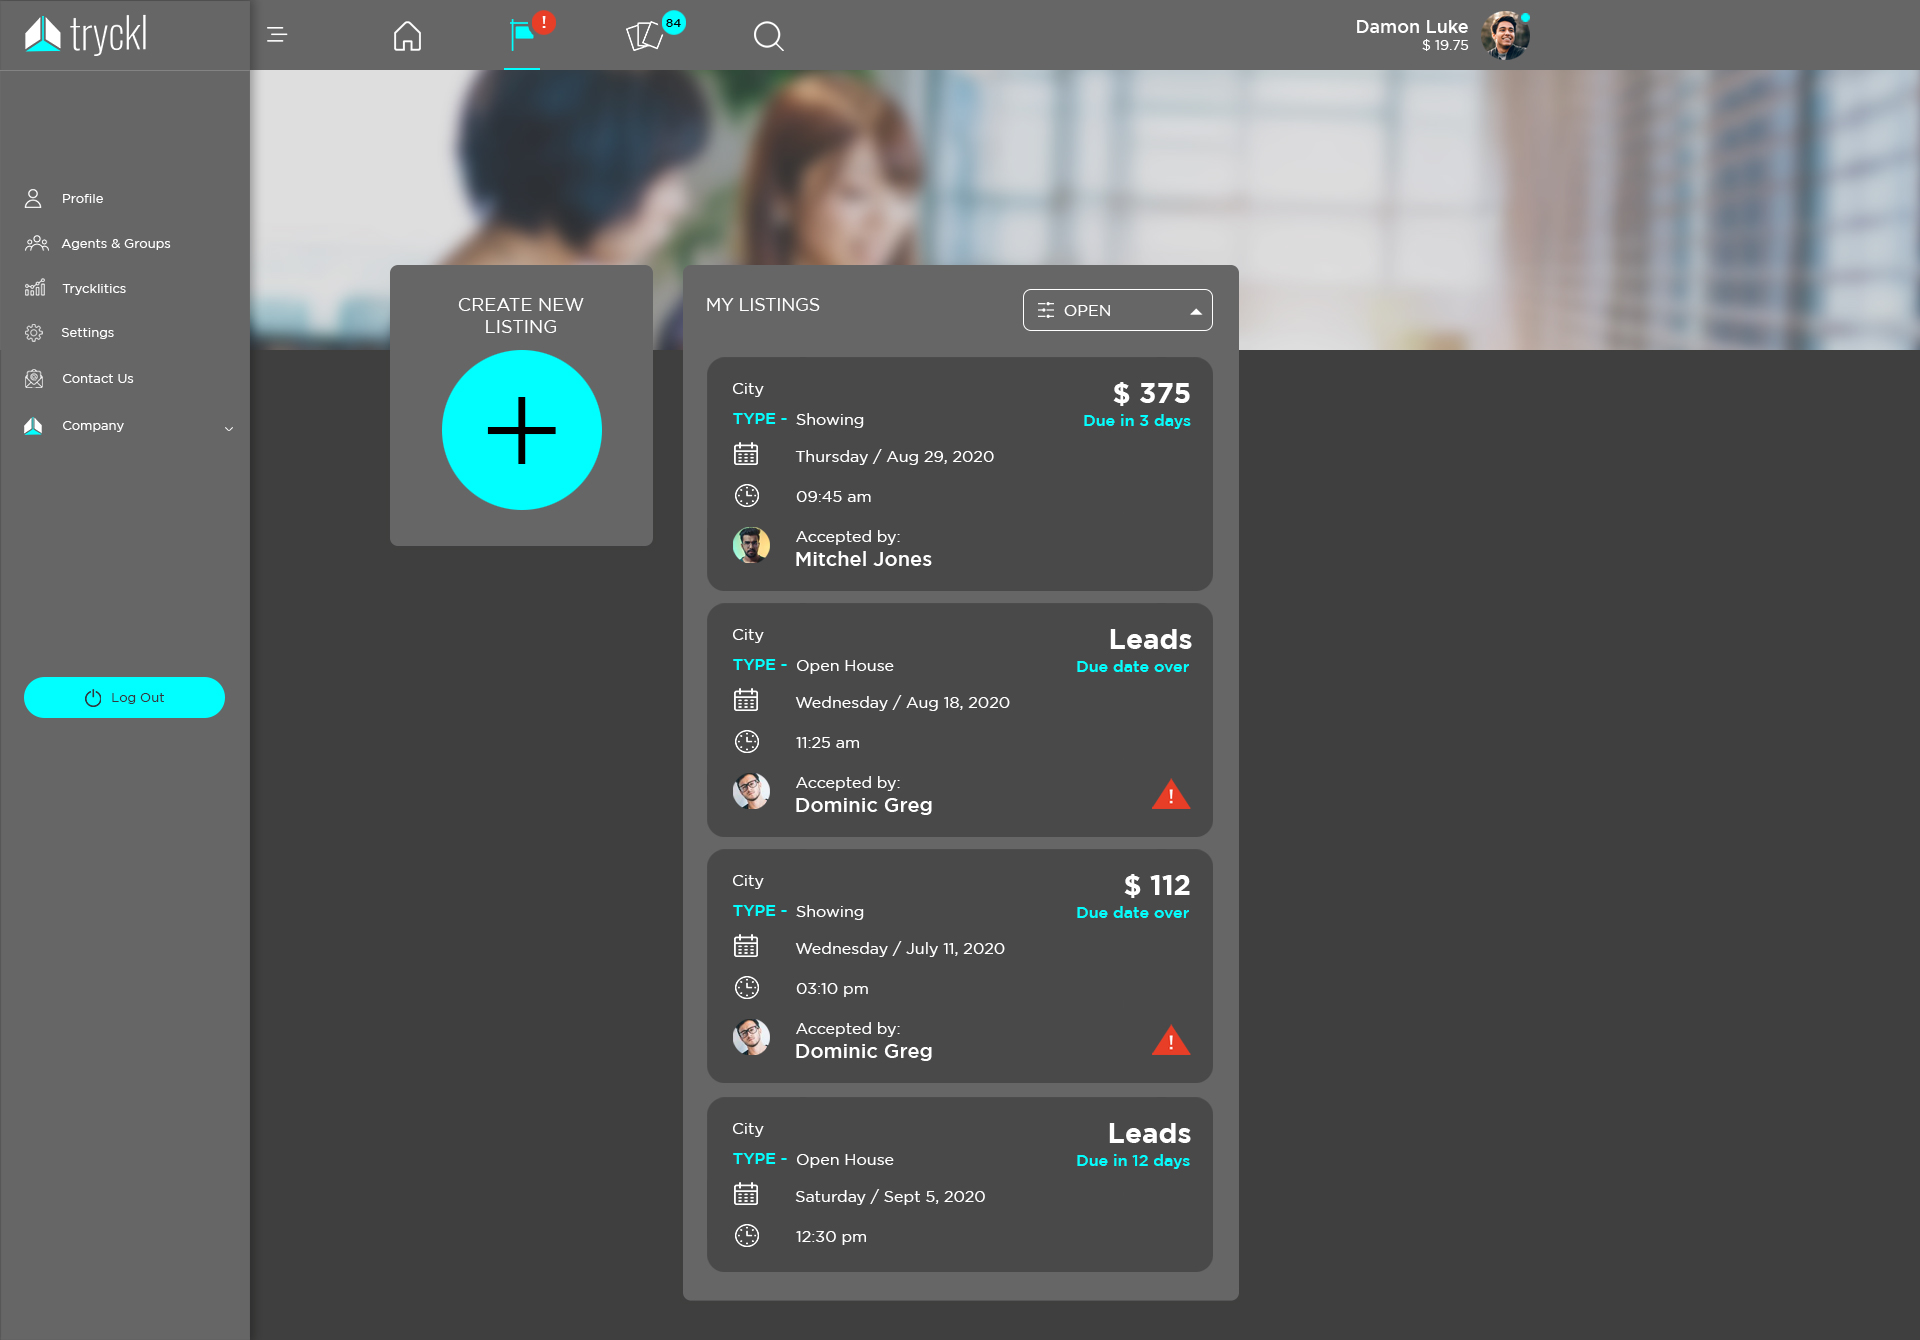 tryckl
!
84
Damon Luke
$ 19.75
Profile
Agents & Groups
Trycklitics
Settings
Contact Us
Company
Log Out
CREATE NEW
LISTING
MY LISTINGS
OPEN
City
$ 375
TYPE - Showing
Due in 3 days
Thursday / Aug 29, 2020
09:45 am
Accepted by:
Mitchel Jones
City
Leads
TYPE - Open House
Due date over
Wednesday / Aug 18, 2020
11:25 am
Accepted by:
Dominic Greg
!
City
$ 112
TYPE - Showing
Due date over
Wednesday / July 11, 2020
03:10 pm
Accepted by:
Dominic Greg
!
City
Leads
TYPE - Open House
Due in 12 days
Saturday / Sept 5, 2020
12:30 pm